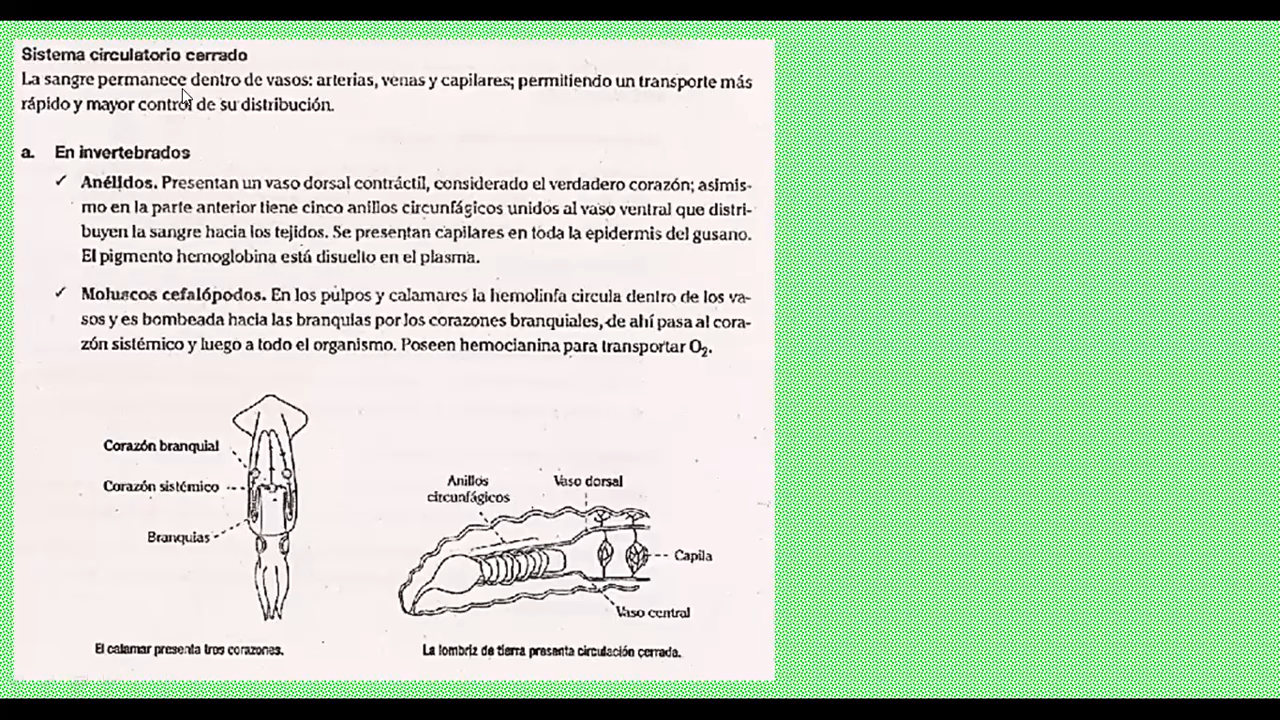 Sistema circulatorio cerrado
La sangre permanece dentro de vasos: arterias, venas y capilares; permitiendo un transporte más
rápido y mayor control de su distribución.
a. En invertebrados
✓ Anélidos. Presentan un vaso dorsal contráctil, considerado el verdadero corazón; asimis-
mo en la parte anterior tiene cinco anillos circunfágicos unidos al vaso ventral que distri-
buyen la sangre hacia los tejidos. Se presentan capilares en toda la epidermis del gusano.
El pigmento hemoglobina está disuelto en el plasma.
✓ Moluscos cefalópodos. En los pulpos y calamares la hemolinfa circula dentro de los va-
sos y es bombeada hacia las branquias por los corazones branquiales, de ahí pasa al cora-
zón sistémico y luego a todo el organismo. Poseen hemocianina para transportar O₂.
Corazón branquial
Corazón sistémico
Branquias
El calamar presenta tres corazones.
Anillos
circunfágicos
Vaso dorsal
Capila
Vaso central
La lombriz de tierra presenta circulación cerrada.